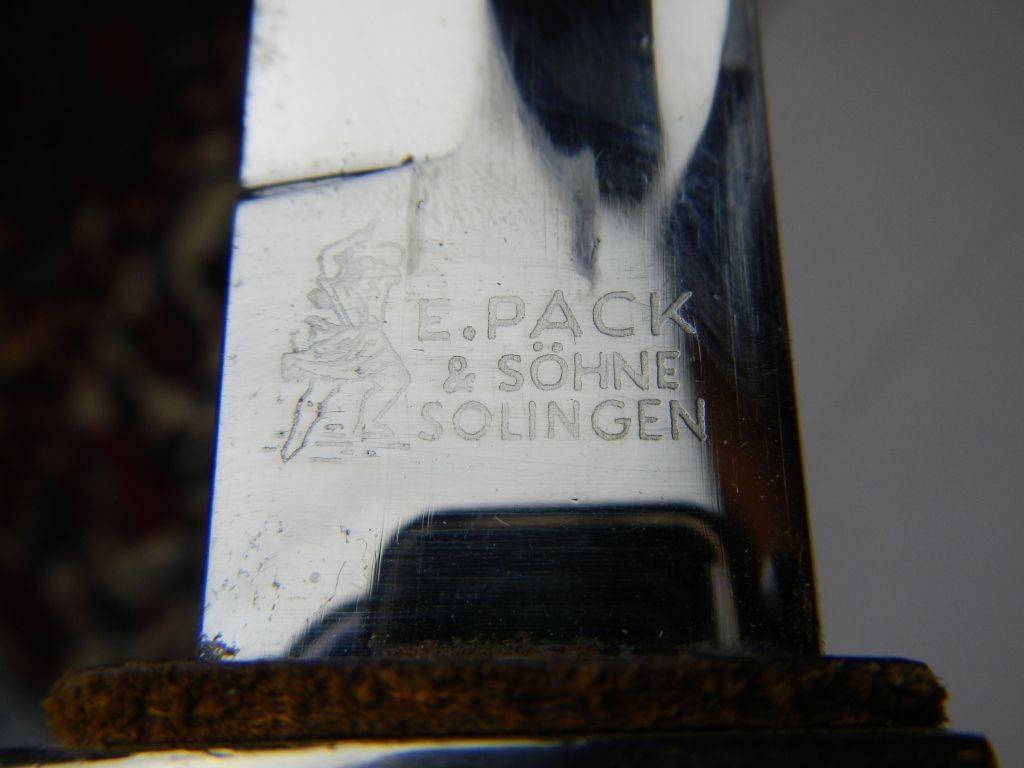 E. PACK
& SÖHNE
SOLINGEN